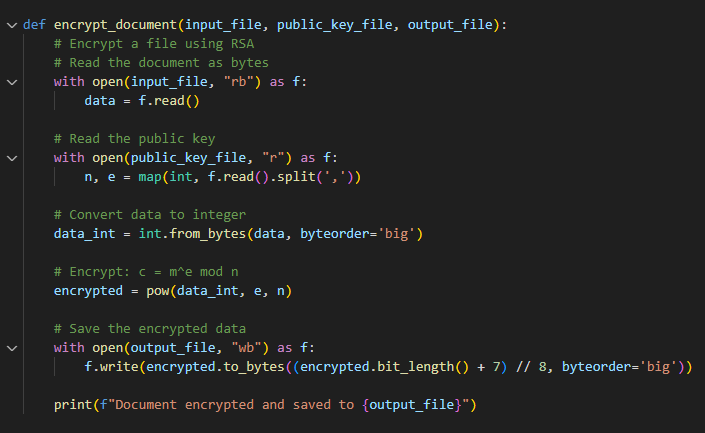 def encrypt_document(input_file, public_key_file, output_file):
    # Encrypt a file using RSA
    # Read the document as bytes
    with open(input_file, "rb") as f:
        data = f.read()

    # Read the public key
    with open(public_key_file, "r") as f:
        n, e = map(int, f.read().split(','))

    # Convert data to integer
    data_int = int.from_bytes(data, byteorder='big')

    # Encrypt: c = m^e mod n
    encrypted = pow(data_int, e, n)

    # Save the encrypted data
    with open(output_file, "wb") as f:
        f.write(encrypted.to_bytes((encrypted.bit_length() + 7) // 8, byteorder='big'))

    print(f"Document encrypted and saved to {output_file}")